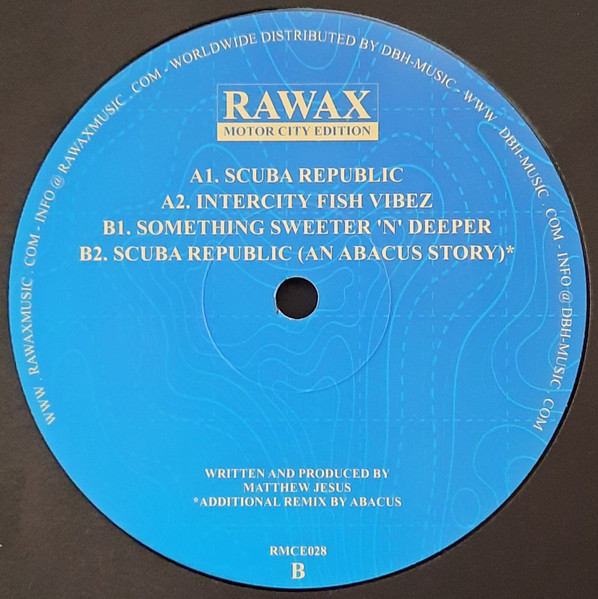 WWW . RAWAXMUSIC . COM - INFO @ RAWAXMUSIC . COM - WORLDWIDE DISTRIBUTED BY DBH-MUSIC - WWW . DBH-MUSIC . COM - INFO @ DBH-MUSIC . COM
RAWAX
MOTOR CITY EDITION
A1. SCUBA REPUBLIC
A2. INTERCITY FISH VIBEZ
B1. SOMETHING SWEETER 'N' DEEPER
B2. SCUBA REPUBLIC (AN ABACUS STORY)*
WRITTEN AND PRODUCED BY
MATTHEW JESUS
*ADDITIONAL REMIX BY ABACUS
RMCE028
B